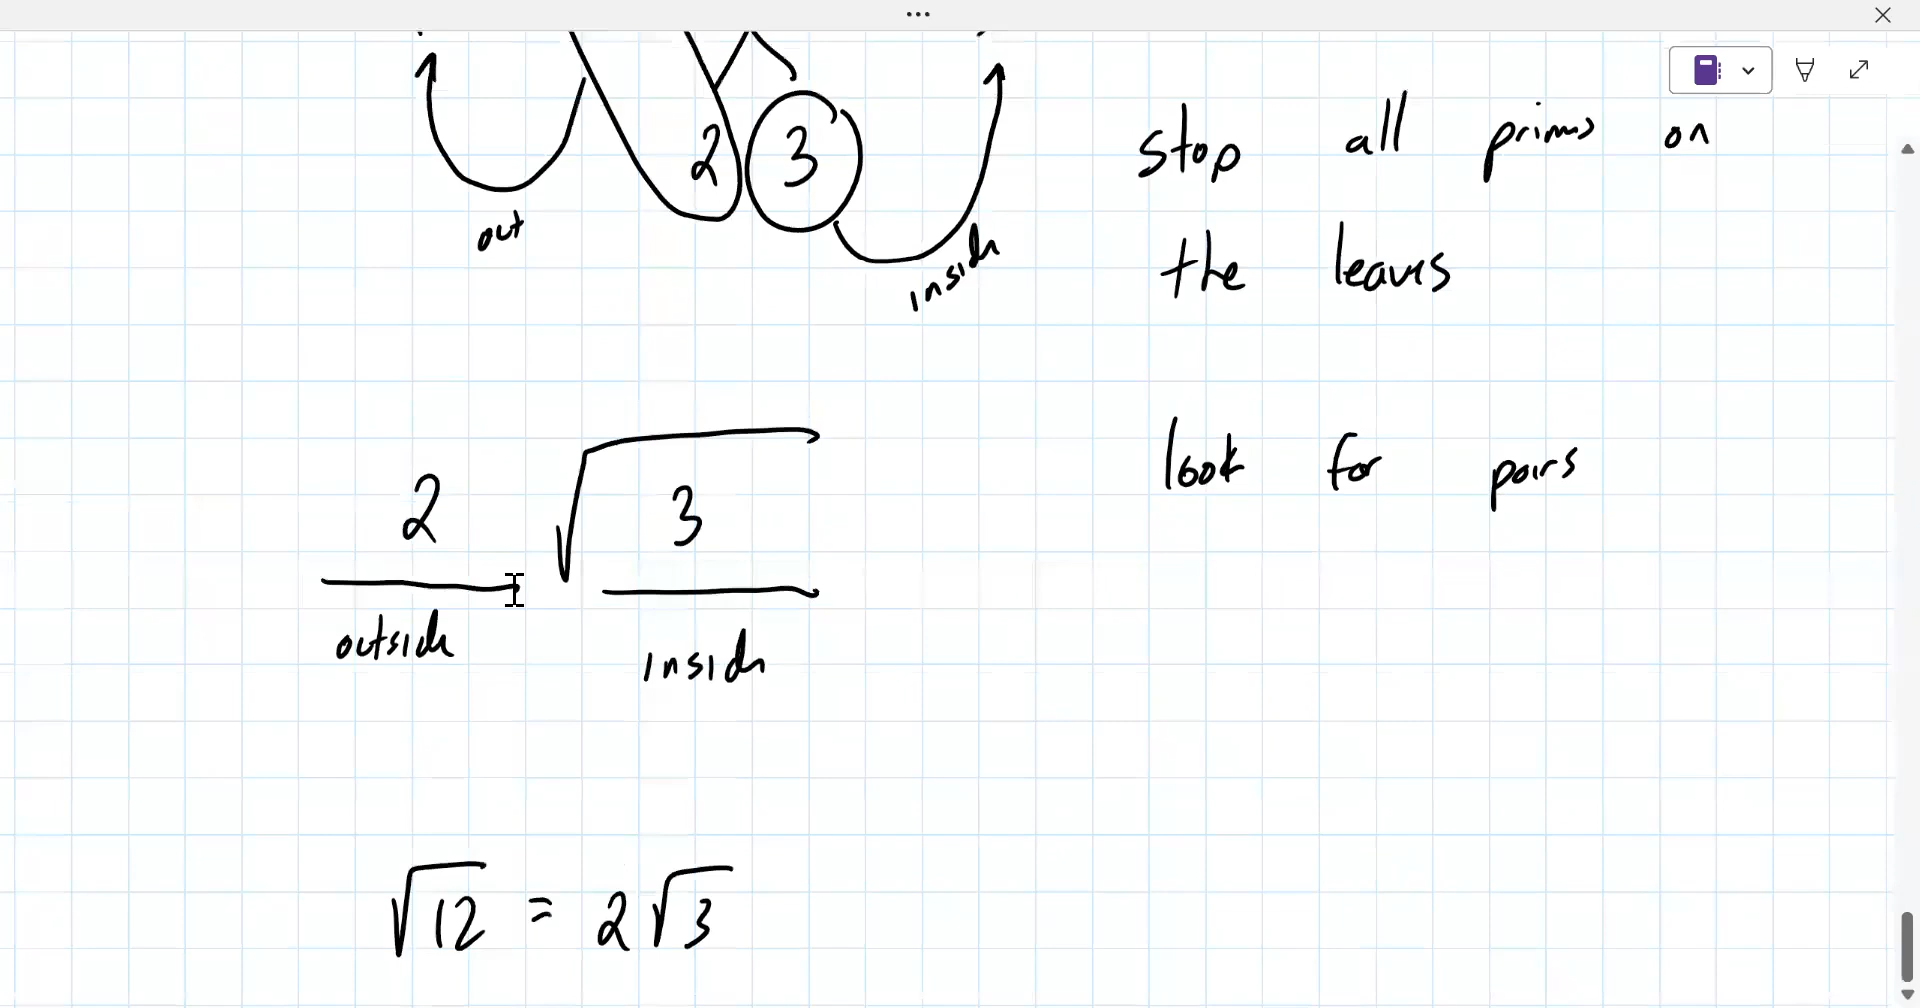 2 3
stop all primes on
out
inside
the leaves
look for pairs
2 √3
outside inside
√12 = 2√3